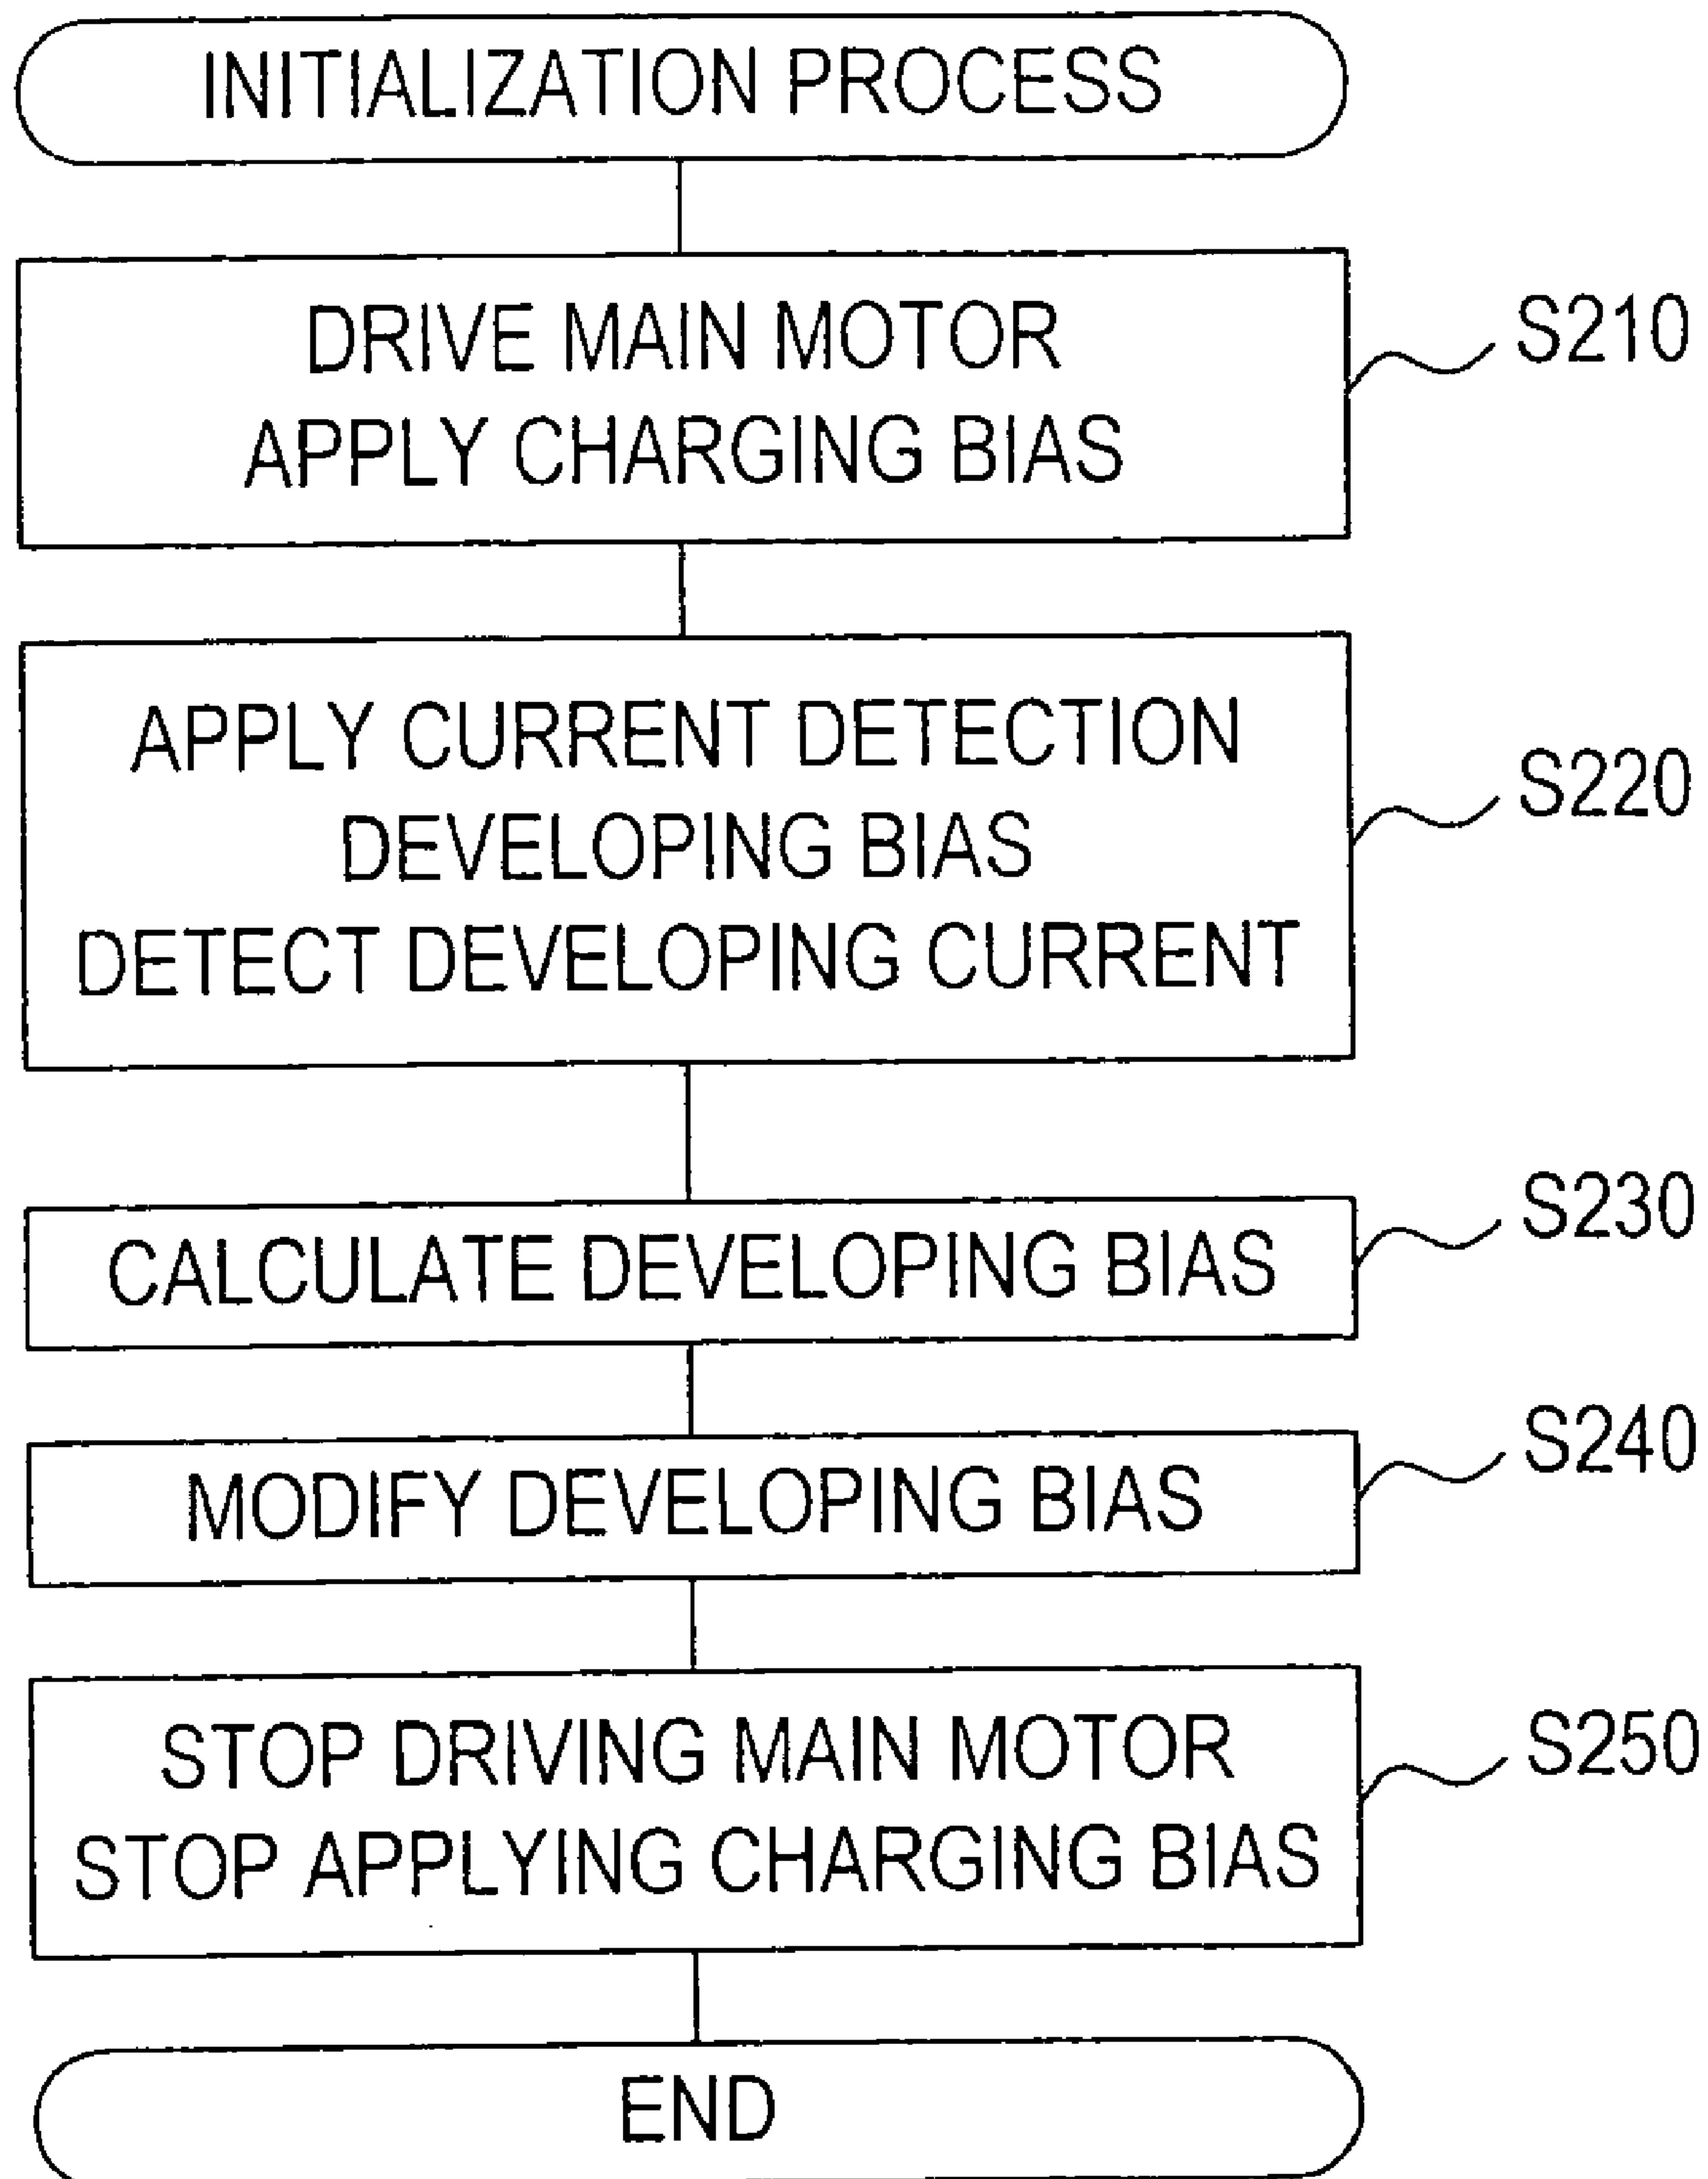 INITIALIZATION PROCESS
DRIVE MAIN MOTOR
APPLY CHARGING BIAS
S210
APPLY CURRENT DETECTION
DEVELOPING BIAS
DETECT DEVELOPING CURRENT
S220
CALCULATE DEVELOPING BIAS
S230
MODIFY DEVELOPING BIAS
S240
STOP DRIVING MAIN MOTOR
STOP APPLYING CHARGING BIAS
S250
END